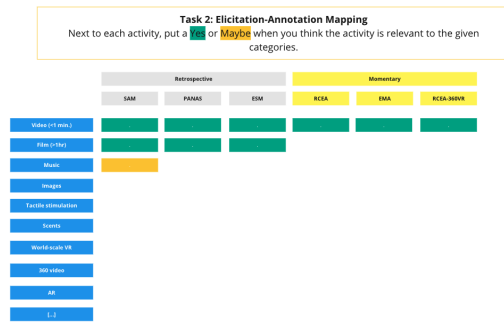 Task 2: Elicitation-Annotation Mapping
Next to each activity, put a Yes or Maybe when you think the activity is relevant to the given
categories.
Retrospective Momentary
SAM PANAS ESM RCEA EMA RCEA-360VR
Video (<1 min.)
Film (>1hr)
Music
Images
Tactile stimulation
Scents
World-scale VR
360 video
AR
[...]